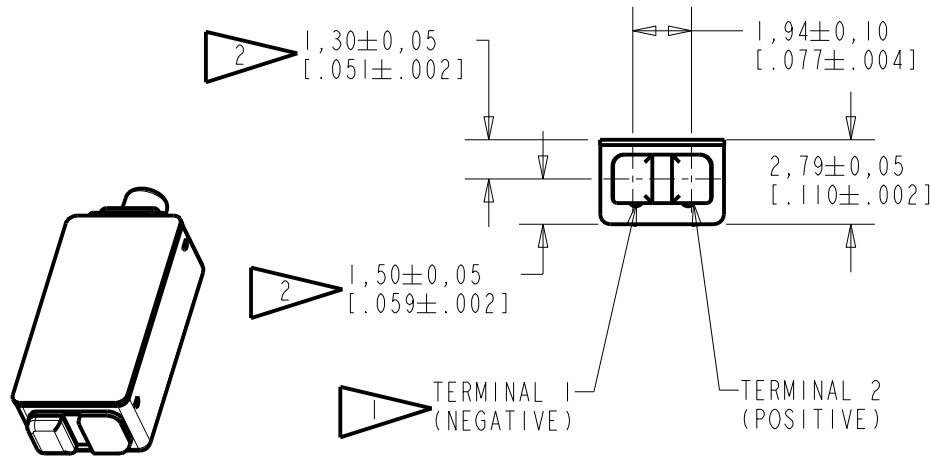 2
1,30±0,05
[.051±.002]
1,94±0,10
[.077±.004]
2,79±0,05
[.110±.002]
2
1,50±0,05
[.059±.002]
1
TERMINAL 1
(NEGATIVE)
TERMINAL 2
(POSITIVE)